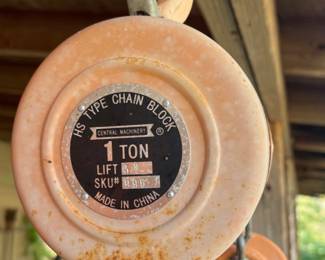 HS TYPE CHAIN BLOCK
CENTRAL MACHINERY ®
1 TON
LIFT
SKU#
MADE IN CHINA